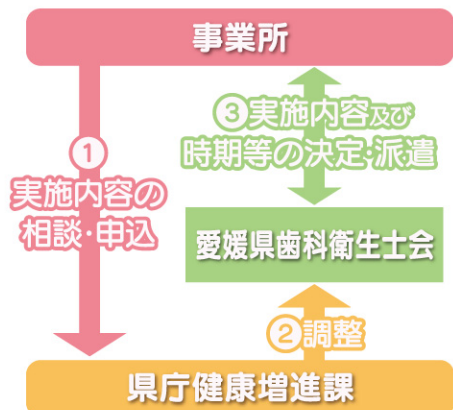 事業所
①
実施内容の
相談・申込
③実施内容及び
時期等の決定・派遣
愛媛県歯科衛生士会
②調整
県庁健康増進課